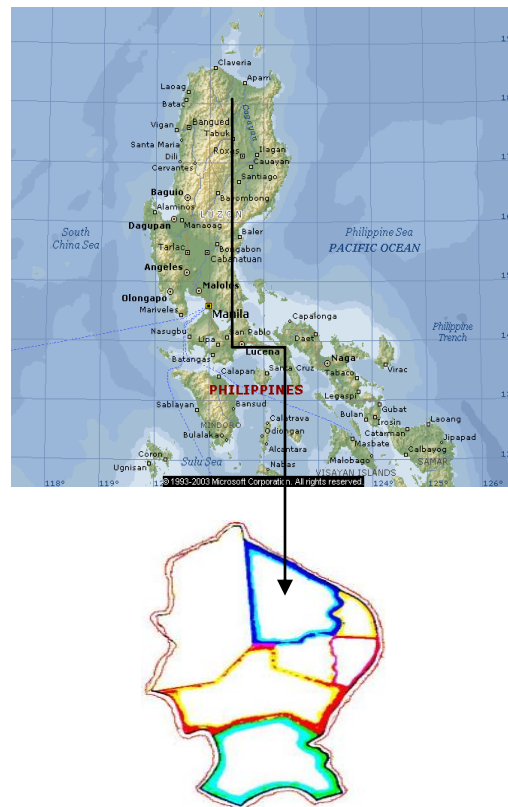 Claveria
Aparri
Laoag
Batac
Vigan
Bangued
Cagayan
Tabuk
Santa Maria
Roxas
Ilagan
Dili
Cauayan
Cervantes
Santiago
Baguio
Bayombong
Alaminos
LUZON
Dagupan
Manaoag
South
China Sea
Baler
Philippine Sea
PACIFIC OCEAN
Tarlac
Bongabon
Cabanatuan
Angeles
Malolos
Olongapo
Mariveles
Manila
Capalonga
Philippine
Trench
Nasugbu
San Pablo
Daet
Lipa
Lucena
Naga
Batangas
Virac
Calapan
Santa Cruz
Tabaco
PHILIPPINES
Legaspi
Sablayan
Bansud
Gubat
MINDORO
Calatrava
Bulan
Irosin
Laoang
Bulalakao
Odiongan
Catarman
Masbate
Jipapad
Coron
Sulu Sea
Alcantara
Calbayog
Ugnisan
Nabas
Malobago
SAMAR
VISAYAN ISLANDS
118° 119° 124° 125° 126°
© 1993-2003 Microsoft Corporation. All rights reserved.